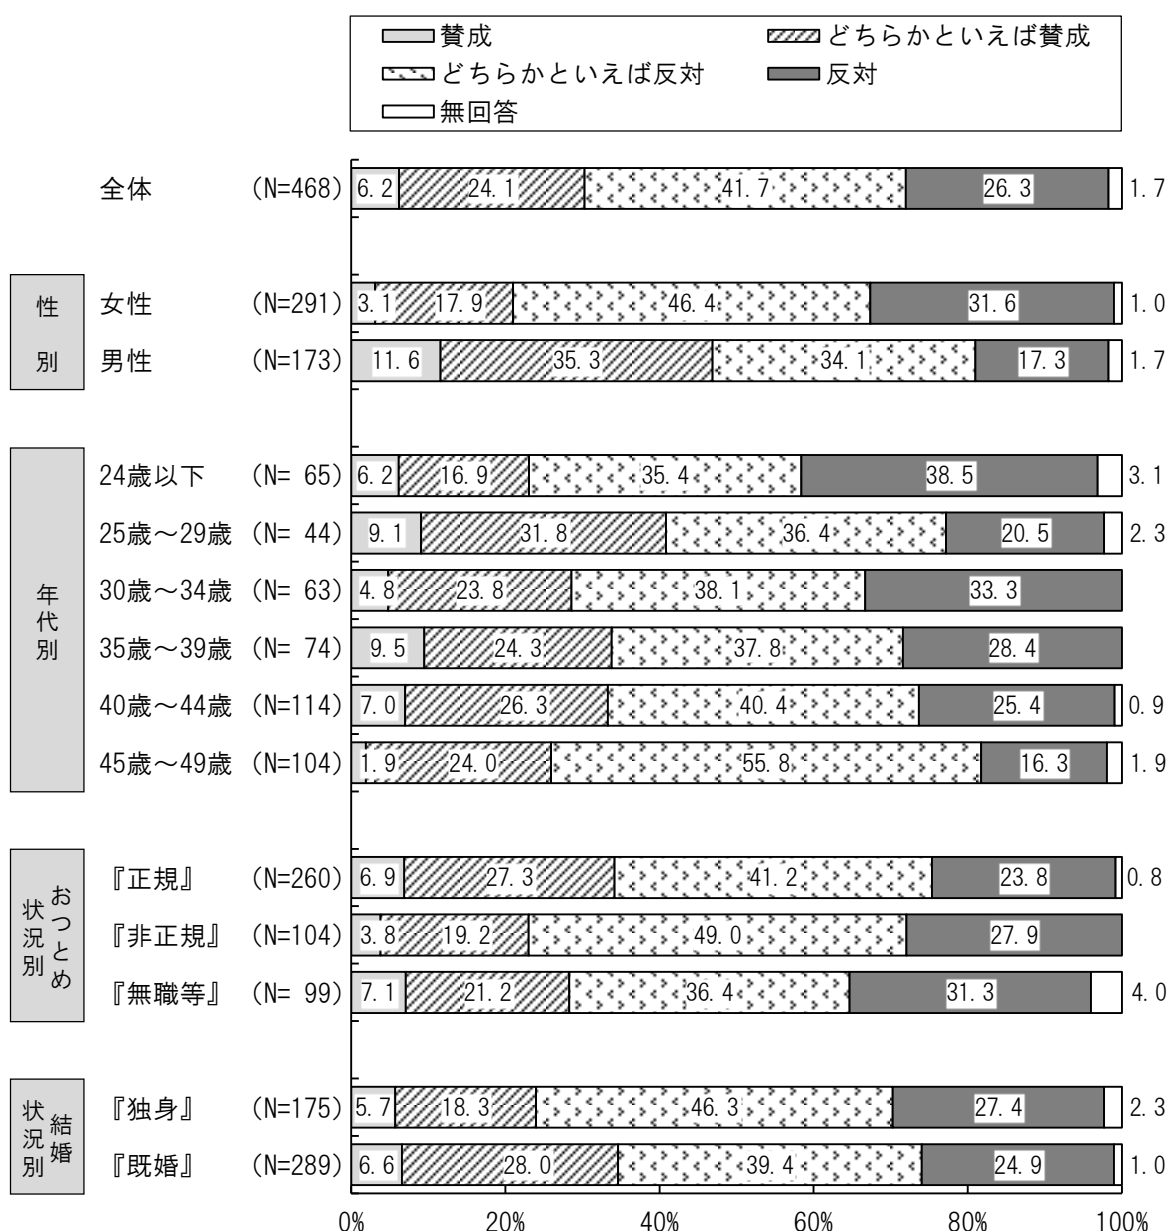 賛成 どちらかといえば賛成
どちらかといえば反対 反対
無回答
全体 (N=468) 6.2 24.1 41.7 26.3 1.7
性別
女性 (N=291) 3.1 17.9 46.4 31.6 1.0
男性 (N=173) 11.6 35.3 34.1 17.3 1.7
年代別
24歳以下 (N= 65) 6.2 16.9 35.4 38.5 3.1
25歳～29歳 (N= 44) 9.1 31.8 36.4 20.5 2.3
30歳～34歳 (N= 63) 4.8 23.8 38.1 33.3
35歳～39歳 (N= 74) 9.5 24.3 37.8 28.4
40歳～44歳 (N=114) 7.0 26.3 40.4 25.4 0.9
45歳～49歳 (N=104) 1.9 24.0 55.8 16.3 1.9
おつとめ
状況別
『正規』 (N=260) 6.9 27.3 41.2 23.8 0.8
『非正規』 (N=104) 3.8 19.2 49.0 27.9
『無職等』 (N= 99) 7.1 21.2 36.4 31.3 4.0
結婚
状況別
『独身』 (N=175) 5.7 18.3 46.3 27.4 2.3
『既婚』 (N=289) 6.6 28.0 39.4 24.9 1.0
0% 20% 40% 60% 80% 100%